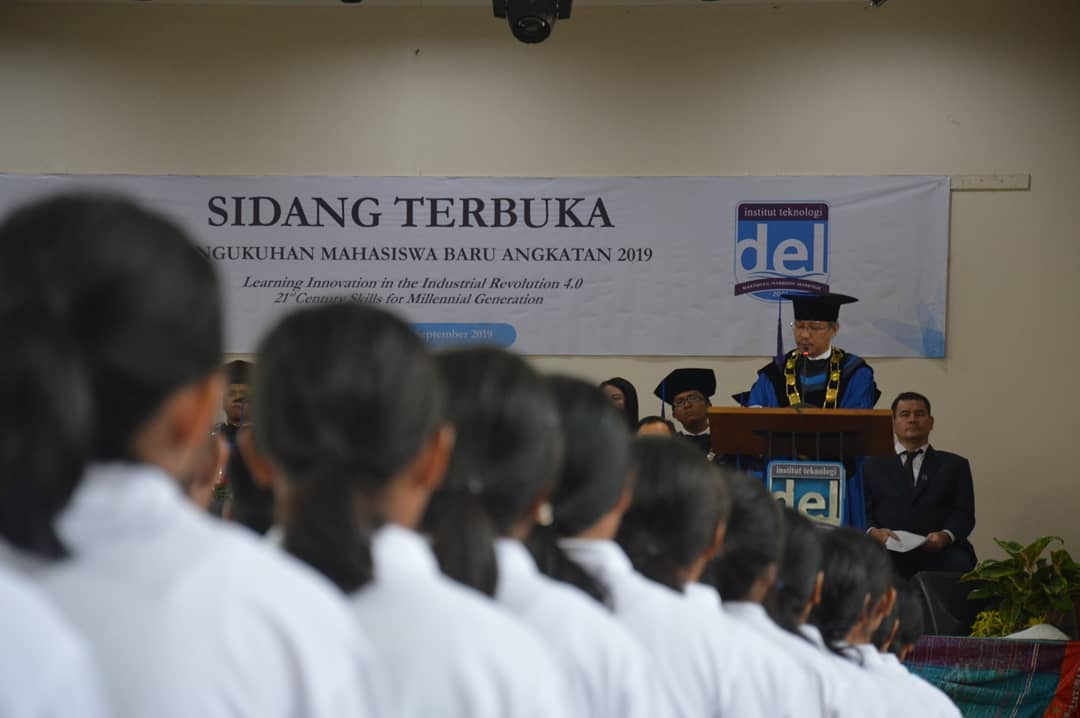 SIDANG TERBUKA
NGUKUHAN MAHASISWA BARU ANGKATAN 2019
Learning Innovation in the Industrial Revolution 4.0
21st Century Skills for Millennial Generation
September 2019
institut teknologi
del
institut teknologi
del